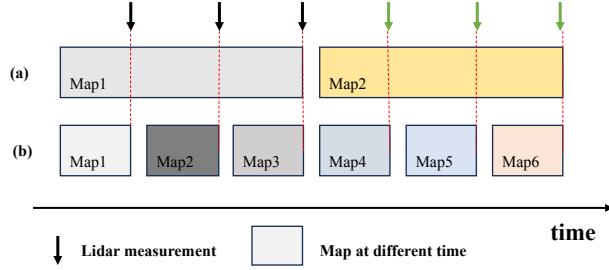 (a)
Map1
Map2
(b)
Map1
Map2
Map3
Map4
Map5
Map6
time
Lidar measurement
Map at different time